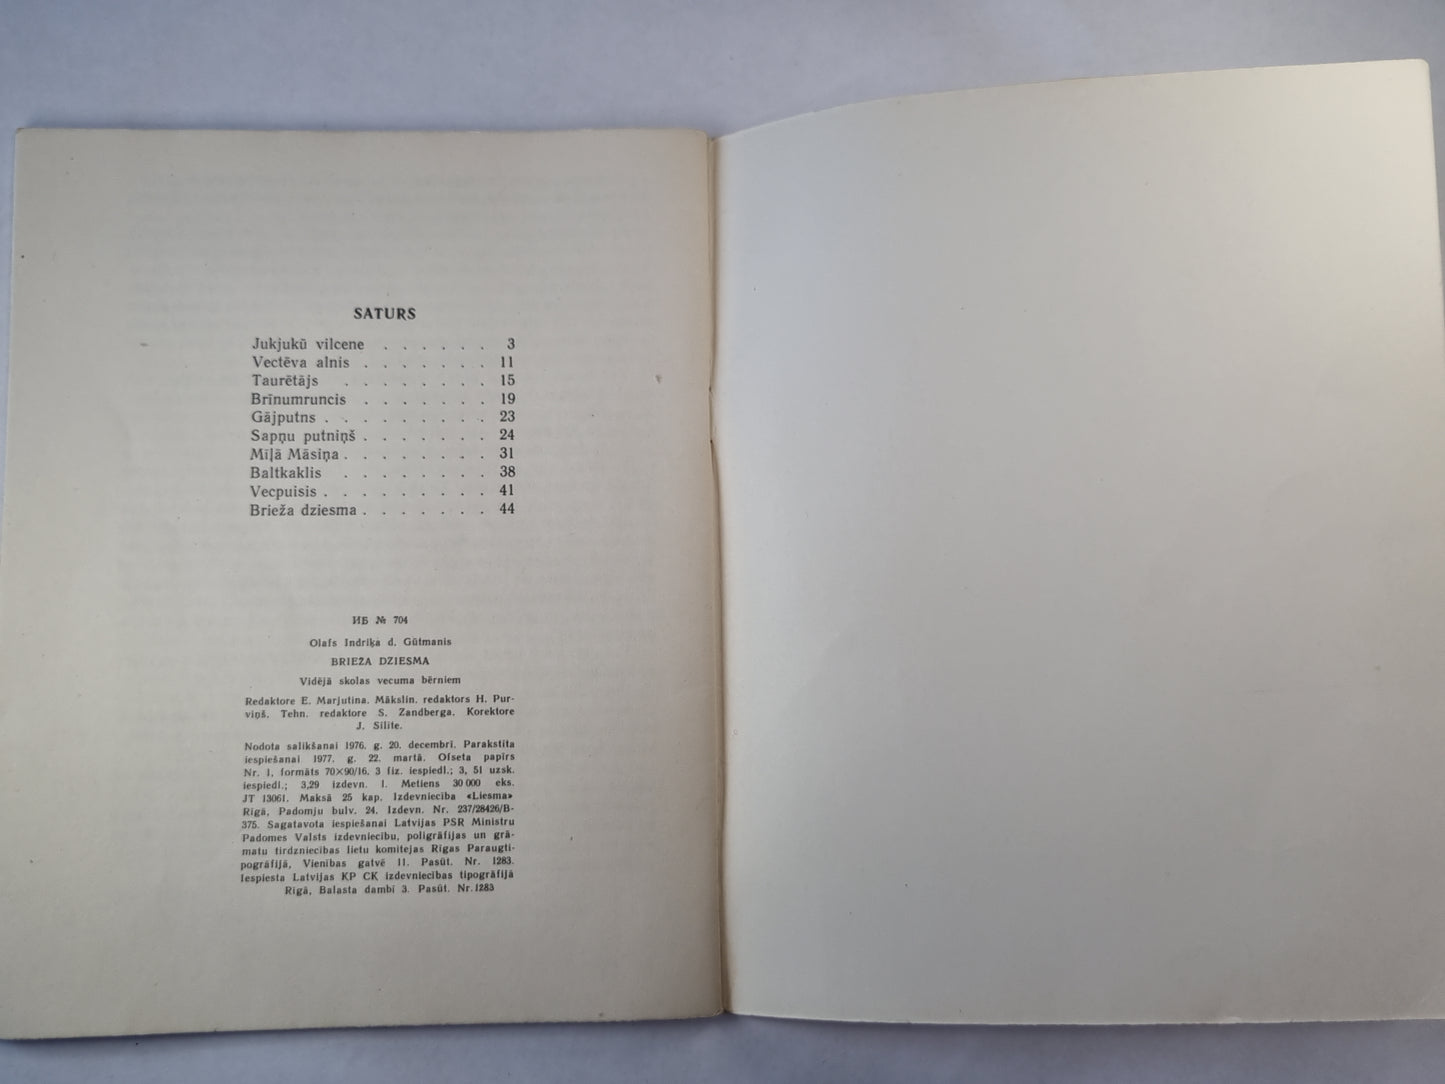 SATURS
Jukjukū vilcene . . . . . . 3
Vectēva alnis . . . . . . . 11
Taurētājs . . . . . . . . 15
Brīnumruncis . . . . . . . 19
Gājputns . . . . . . . . . 23
Sapņu putniņš . . . . . . . 24
Miļā Māsiņa . . . . . . . . 31
Baltkaklis . . . . . . . . 38
Vecpuisis . . . . . . . . . 41
Brieža dziesma . . . . . . . 44
ИБ № 704
Olafs Indriķa d. Gūtmanis
BRIEŽA DZIESMA
Vidējā skolas vecuma bērniem
Redaktore E. Marjutina. Mākslin. redaktors H. Pur-
viņš. Tehn. redaktore S. Zandberga. Korektore
J. Silite.
Nodota salikšanai 1976. g. 20. decembrī. Parakstīta
iespiešanai 1977. g. 22. martā. Ofseta papīrs
Nr. 1, formāts 70×90/16. 3 fiz. iespiedl.; 3, 51 uzsk.
iespiedl.; 3,29 izdevn. l. Metiens 30 000 eks.
JT 13061. Maksā 25 kap. Izdevniecība «Liesma»
Rīgā, Padomju bulv. 24. Izdevn. Nr. 237/28426/B-
375. Sagatavota iespiešanai Latvijas PSR Ministru
Padomes Valsts izdevniecību, poligrāfijas un grā-
matu tirdzniecības lietu komitejas Rīgas Paraugti-
pogrāfijā, Vienības gatvē 11. Pasūt. Nr. 1283.
Iespiesta Latvijas KP CK izdevniecības tipogrāfijā
Rīgā, Balasta dambī 3. Pasūt. Nr. 1283